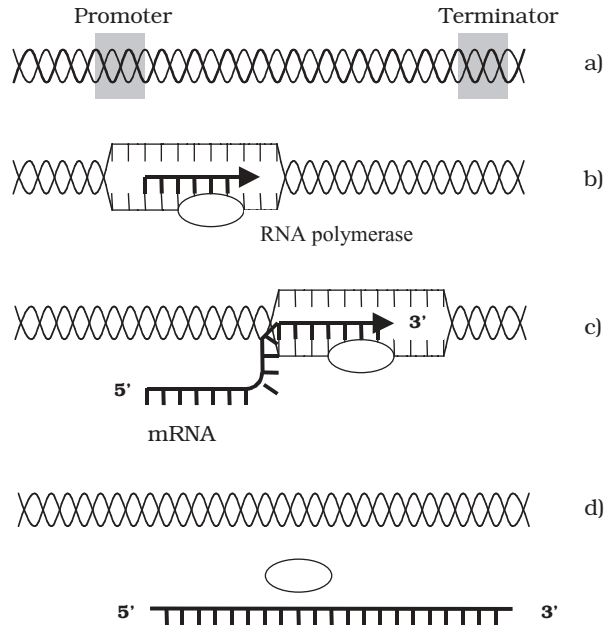 Promoter Terminator
a)
b)
RNA polymerase
3’
c)
5’
mRNA
d)
5’ 3’